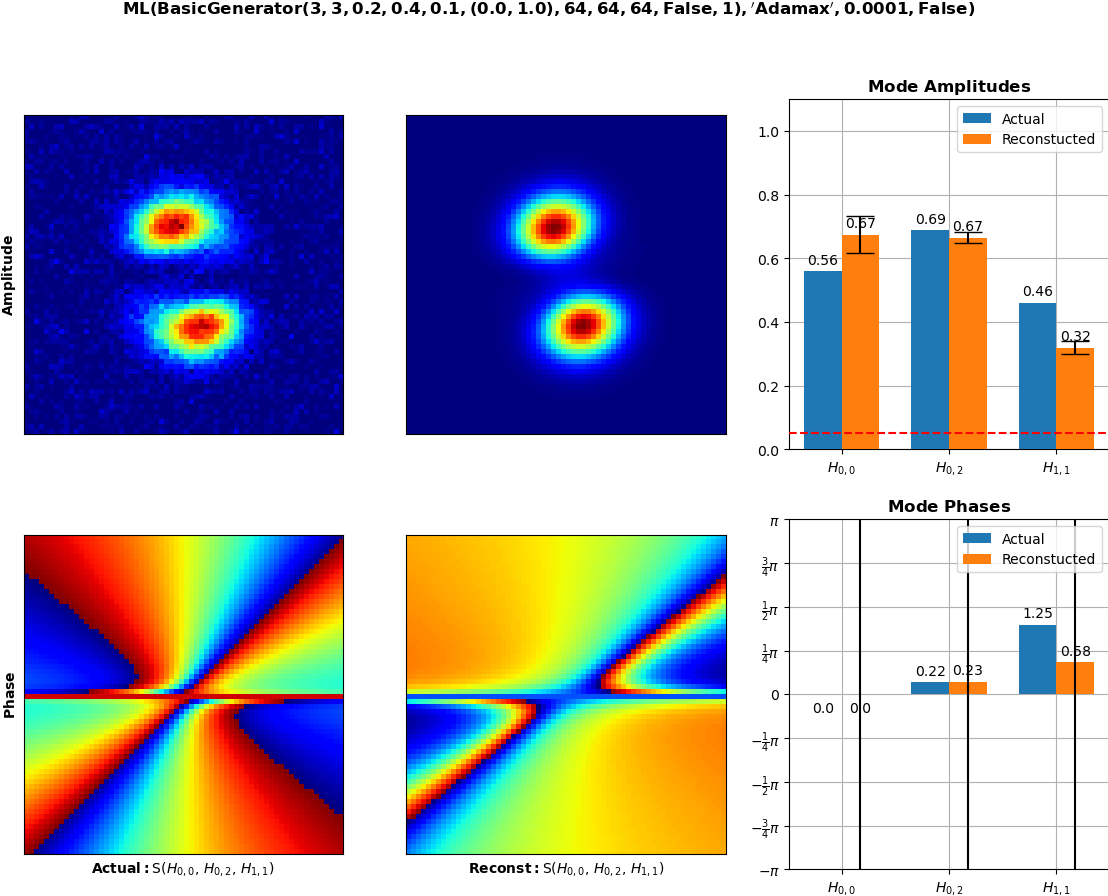 ML(BasicGenerator(3, 3, 0.2, 0.4, 0.1, (0.0, 1.0), 64, 64, 64, False, 1), 'Adamax', 0.0001, False)
Amplitude
Mode Amplitudes
Actual
Reconstucted
1.0
0.8
0.6
0.4
0.2
0.0
0.56
0.67
0.69
0.67
0.46
0.32
H0,0
H0,2
H1,1
Phase
Actual: S(H0,0, H0,2, H1,1)
Reconst: S(H0,0, H0,2, H1,1)
Mode Phases
Actual
Reconstucted
π
3/4π
1/2π
1/4π
0
−1/4π
−1/2π
−3/4π
−π
0.0
0.0
0.22
0.23
1.25
0.58
H0,0
H0,2
H1,1